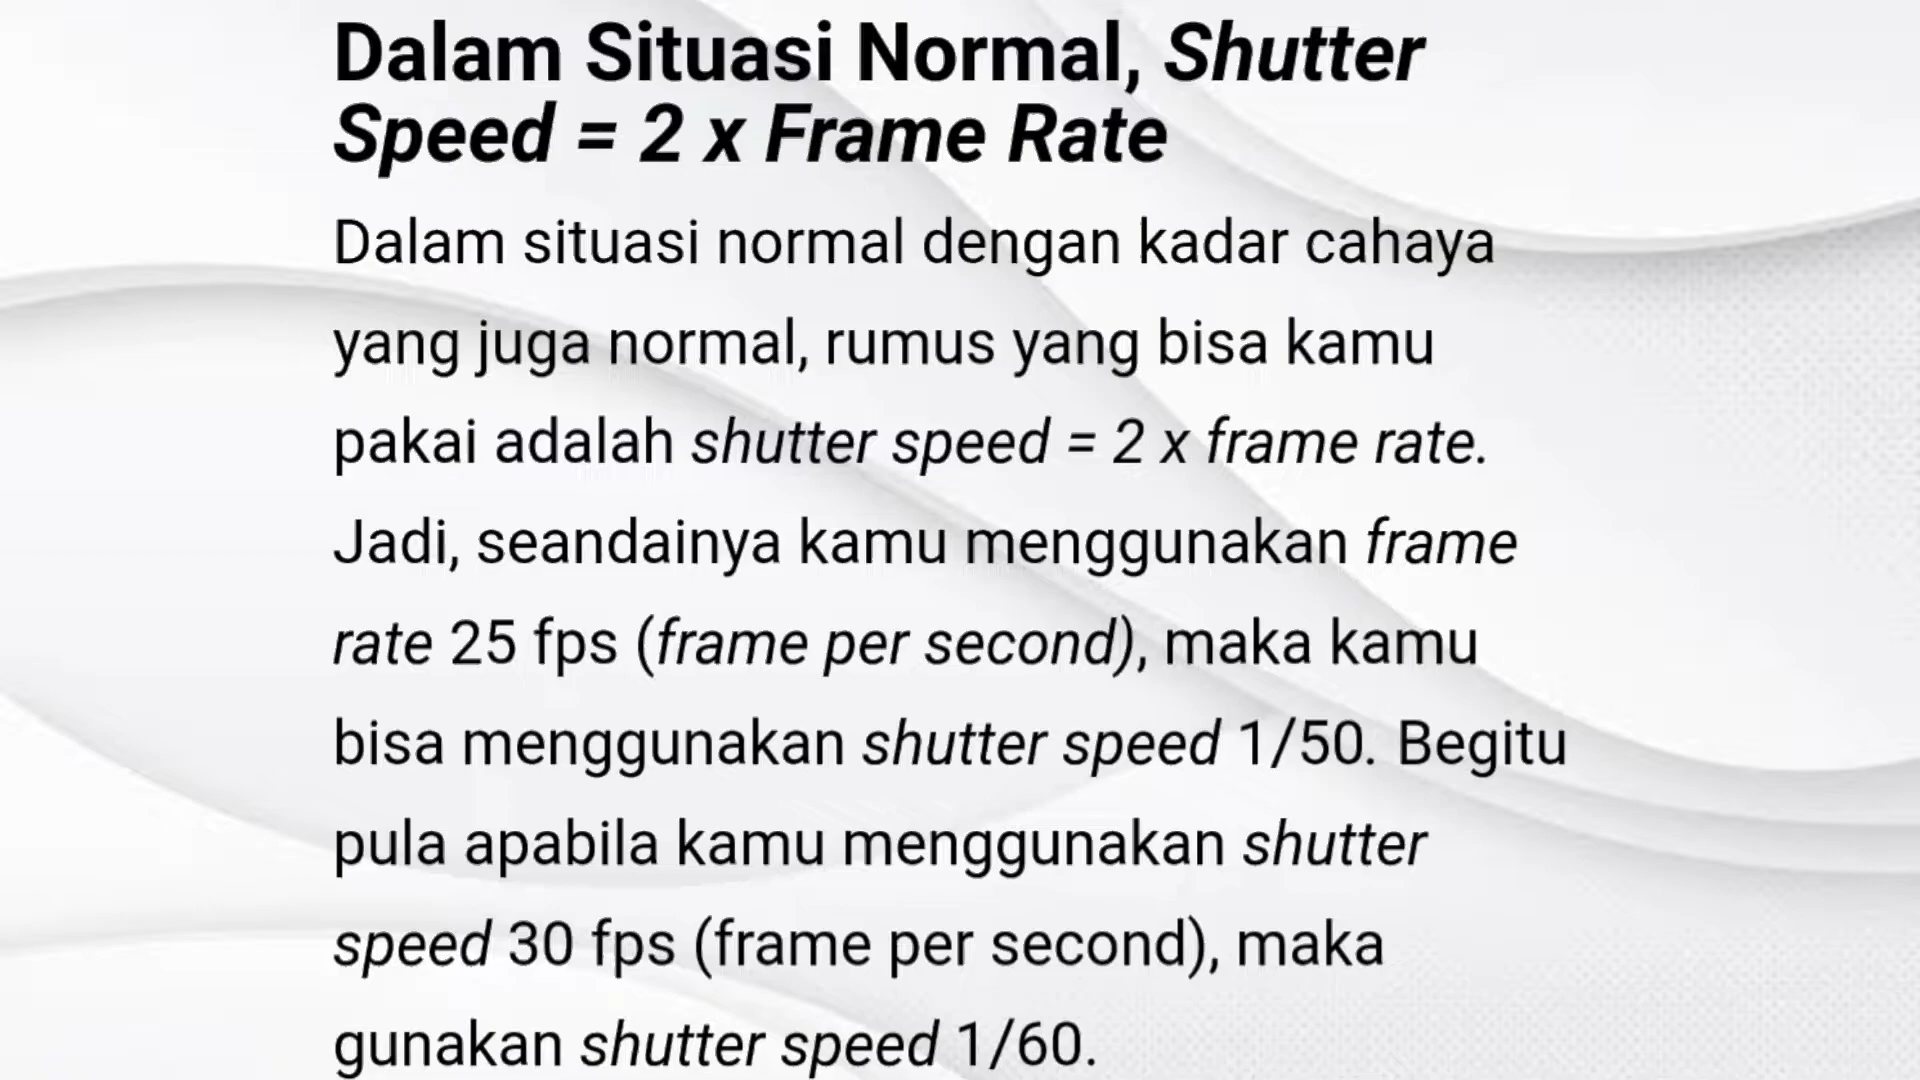 Dalam Situasi Normal, Shutter
Speed = 2 x Frame Rate
Dalam situasi normal dengan kadar cahaya
yang juga normal, rumus yang bisa kamu
pakai adalah shutter speed = 2 x frame rate.
Jadi, seandainya kamu menggunakan frame
rate 25 fps (frame per second), maka kamu
bisa menggunakan shutter speed 1/50. Begitu
pula apabila kamu menggunakan shutter
speed 30 fps (frame per second), maka
gunakan shutter speed 1/60.